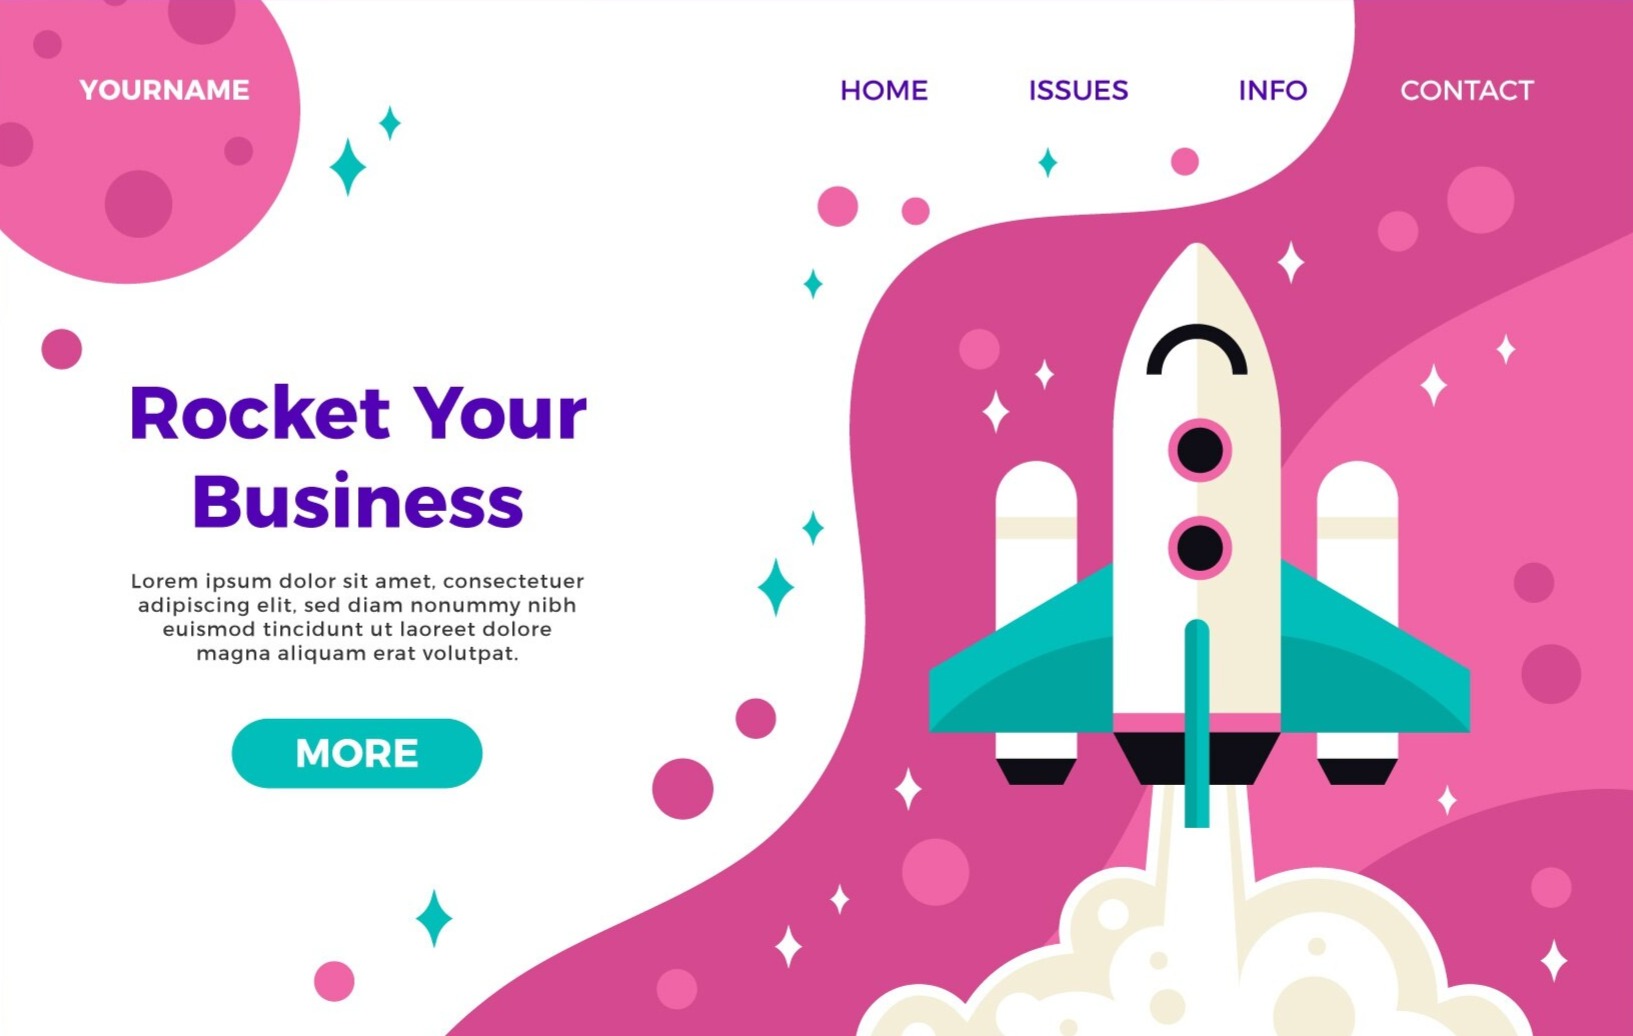 YOURNAME
HOME
ISSUES
INFO
CONTACT
Rocket Your
Business
Lorem ipsum dolor sit amet, consectetuer
adipiscing elit, sed diam nonummy nibh
euismod tincidunt ut laoreet dolore
magna aliquam erat volutpat.
MORE